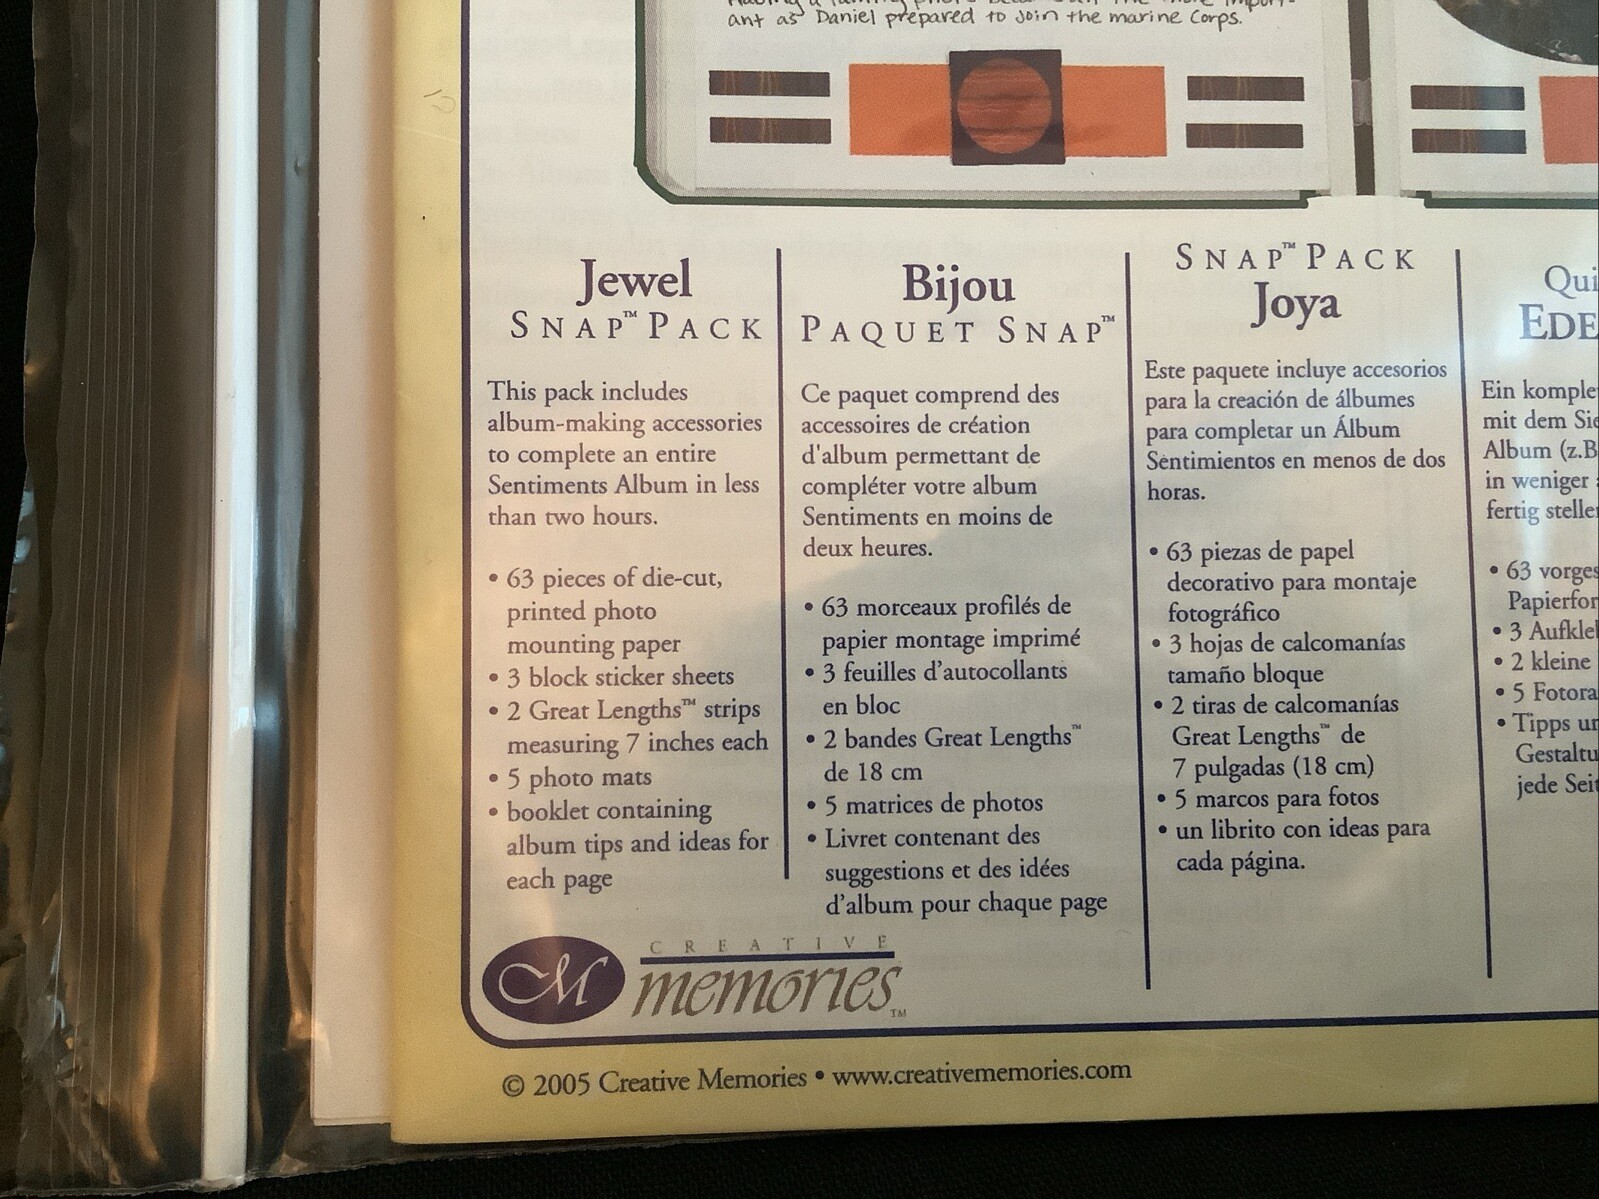 ant as Daniel prepared to join the marine Corps.
Jewel
SNAP™ PACK
This pack includes
album-making accessories
to complete an entire
Sentiments Album in less
than two hours.
• 63 pieces of die-cut,
printed photo
mounting paper
• 3 block sticker sheets
• 2 Great Lengths™ strips
measuring 7 inches each
• 5 photo mats
• booklet containing
album tips and ideas for
each page
Bijou
PAQUET SNAP™
Ce paquet comprend des
accessoires de création
d'album permettant de
compléter votre album
Sentiments en moins de
deux heures.
• 63 morceaux profilés de
papier montage imprimé
• 3 feuilles d'autocollants
en bloc
• 2 bandes Great Lengths™
de 18 cm
• 5 matrices de photos
• Livret contenant des
suggestions et des idées
d'album pour chaque page
SNAP™ PACK
Joya
Este paquete incluye accesorios
para la creación de álbumes
para completar un Álbum
Sentimientos en menos de dos
horas.
• 63 piezas de papel
decorativo para montaje
fotográfico
• 3 hojas de calcomanías
tamaño bloque
• 2 tiras de calcomanías
Great Lengths™ de
7 pulgadas (18 cm)
• 5 marcos para fotos
• un librito con ideas para
cada página.
Qui
EDE
Ein komple
mit dem Sie
Album (z.B
in weniger
fertig stelle
• 63 vorges
Papierfor
• 3 Aufkle
• 2 kleine
• 5 Fotora
• Tipps un
Gestaltu
jede Seit
CM
CREATIVE
memories™
© 2005 Creative Memories • www.creativememories.com